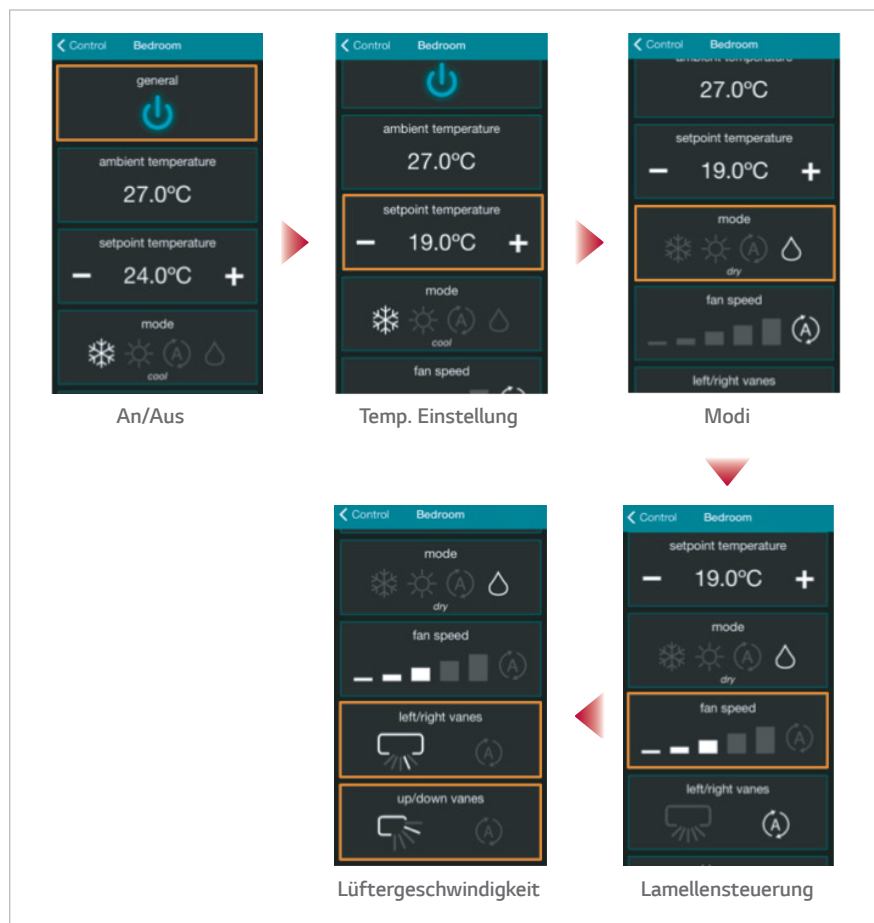 Control Bedroom
general
ambient temperature
27.0°C
setpoint temperature
− 24.0°C +
mode
A
cool
An/Aus
Control Bedroom
ambient temperature
27.0°C
setpoint temperature
− 19.0°C +
mode
A
cool
fan speed
Temp. Einstellung
Control Bedroom
ambient temperature
27.0°C
setpoint temperature
− 19.0°C +
mode
A
dry
fan speed
A
left/right vanes
Modi
Control Bedroom
mode
A
dry
fan speed
A
left/right vanes
A
up/down vanes
A
Lüftergeschwindigkeit
Control Bedroom
setpoint temperature
− 19.0°C +
mode
A
dry
fan speed
A
left/right vanes
A
Lamellensteuerung